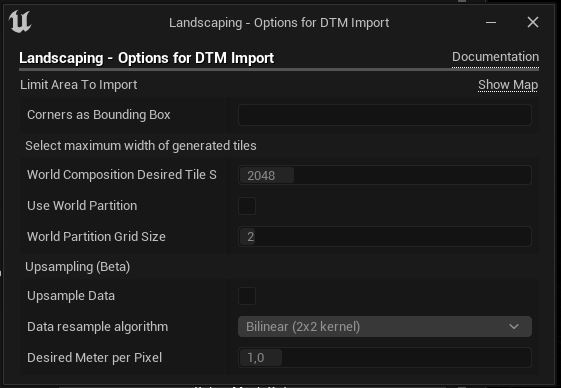 Landscaping - Options for DTM Import
Landscaping - Options for DTM Import Documentation
Limit Area To Import Show Map
Corners as Bounding Box
Select maximum width of generated tiles
World Composition Desired Tile S 2048
Use World Partition
World Partition Grid Size 2
Upsampling (Beta)
Upsample Data
Data resample algorithm Bilinear (2x2 kernel)
Desired Meter per Pixel 1,0